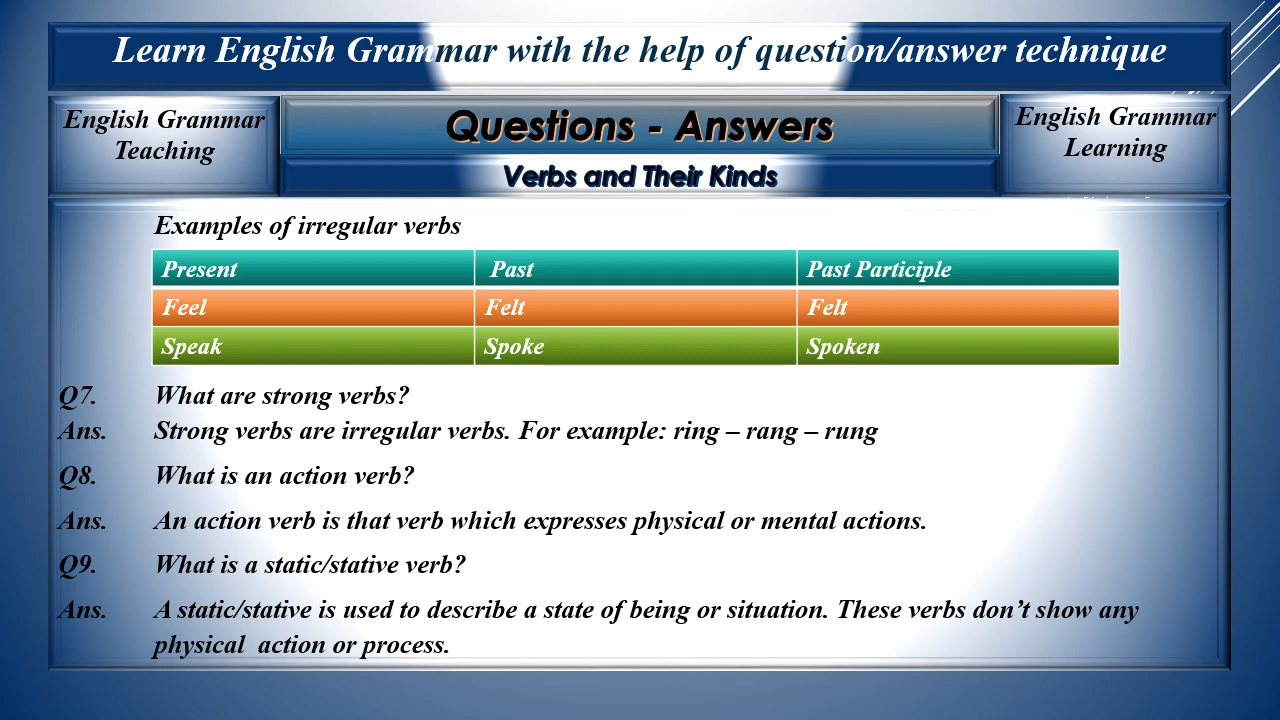 Learn English Grammar with the help of question/answer technique
English Grammar
Teaching
Questions - Answers
Verbs and Their Kinds
English Grammar
Learning
Examples of irregular verbs
Present Past Past Participle
Feel Felt Felt
Speak Spoke Spoken
Q7. What are strong verbs?
Ans. Strong verbs are irregular verbs. For example: ring – rang – rung
Q8. What is an action verb?
Ans. An action verb is that verb which expresses physical or mental actions.
Q9. What is a static/stative verb?
Ans. A static/stative is used to describe a state of being or situation. These verbs don’t show any
physical action or process.